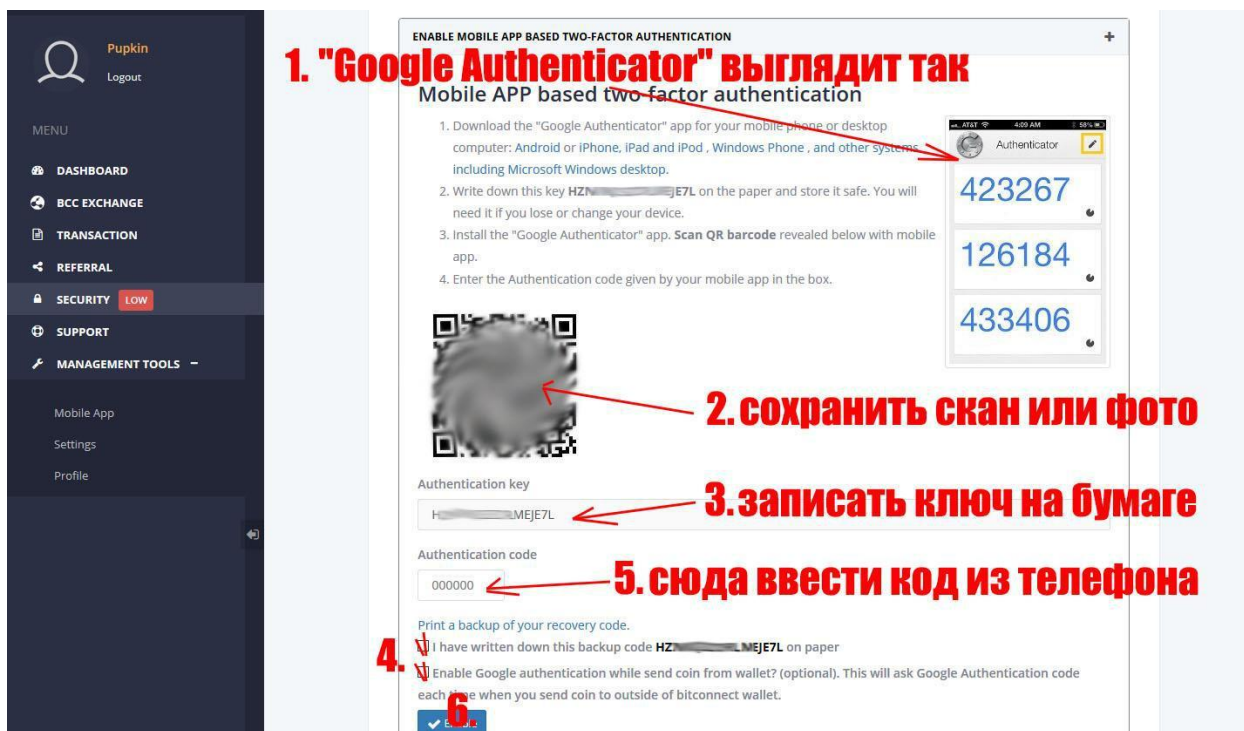 Pupkin
Logout
MENU
DASHBOARD
BCC EXCHANGE
TRANSACTION
REFERRAL
SECURITY LOW
SUPPORT
MANAGEMENT TOOLS −
Mobile App
Settings
Profile
ENABLE MOBILE APP BASED TWO-FACTOR AUTHENTICATION +
1. "Google Authenticator" выглядит так
Mobile APP based two-factor authentication
1. Download the "Google Authenticator" app for your mobile phone or desktop
computer: Android or iPhone, iPad and iPod , Windows Phone , and other systems
including Microsoft Windows desktop.
2. Write down this key HZN JE7L on the paper and store it safe. You will
need it if you lose or change your device.
3. Install the "Google Authenticator" app. Scan QR barcode revealed below with mobile
app.
4. Enter the Authentication code given by your mobile app in the box.
AT&T 4:09 AM 58%
Authenticator
423267
126184
433406
2. сохранить скан или фото
Authentication key
3. записать ключ на бумаге
H MEJE7L
Authentication code
000000
5. сюда ввести код из телефона
Print a backup of your recovery code.
4.
I have written down this backup code HZ MEJE7L on paper
Enable Google authentication while send coin from wallet? (optional). This will ask Google Authentication code
each time when you send coin to outside of bitconnect wallet.
6.
Enable